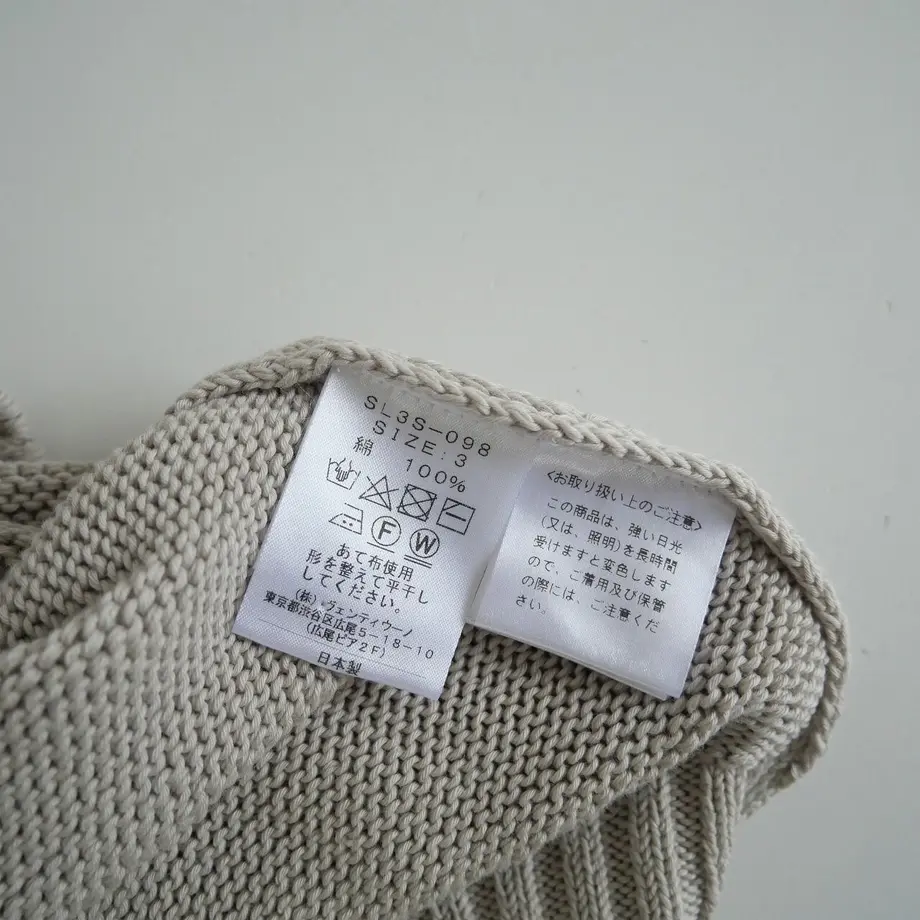 SL3S-098
SIZE:3
綿 100%
F W
あて布使用
形を整えて平干し
してください。
(株)ヴェンティウーノ
東京都渋谷区広尾5-18-10
(広尾ピア2F)
日本製
<お取り扱い上のご注意>
この商品は、強い日光
(又は、照明)を長時間
受けますと変色します
ので、ご着用及び保管
の際には、ご注意くだ
さい。